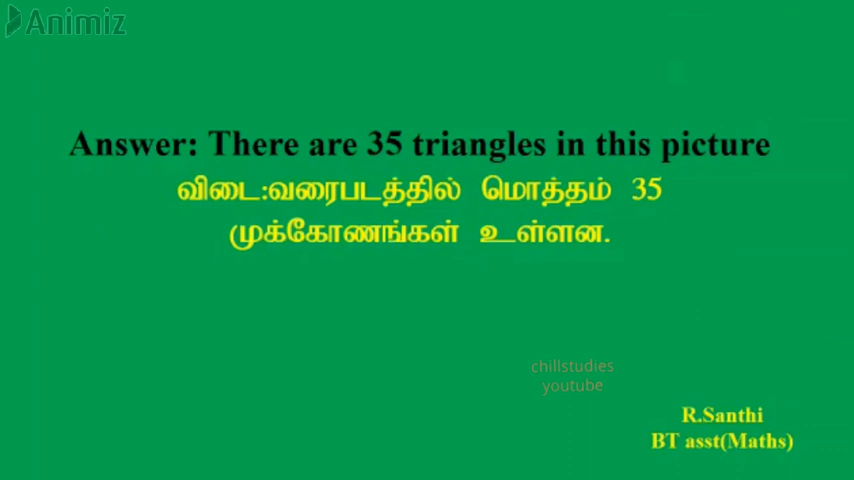 Animiz
Answer: There are 35 triangles in this picture
விடை:வரைபடத்தில் மொத்தம் 35
முக்கோணங்கள் உள்ளன.
chillstudies
youtube
R.Santhi
BT asst(Maths)